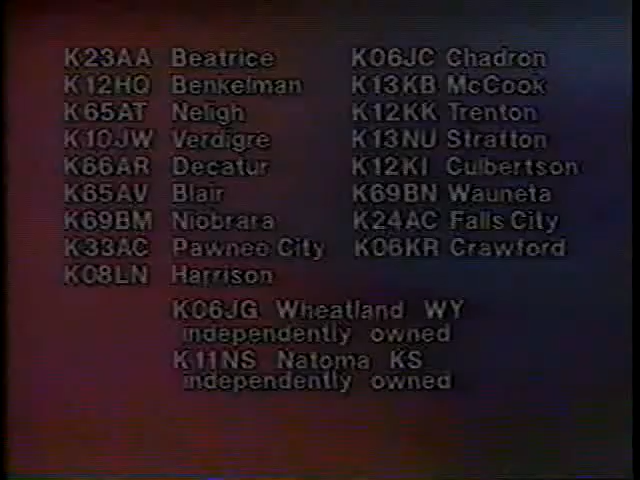 K23AA Beatrice K06JC Chadron
K12HQ Benkelman K13KB McCook
K65AT Neligh K12KK Trenton
K10JW Verdigre K13NU Stratton
K66AR Decatur K12KI Culbertson
K65AV Blair K69BN Wauneta
K69BM Niobrara K24AC Falls City
K33AC Pawnee City K06KR Crawford
K08LN Harrison
K06JG Wheatland WY
independently owned
K11NS Natoma KS
independently owned